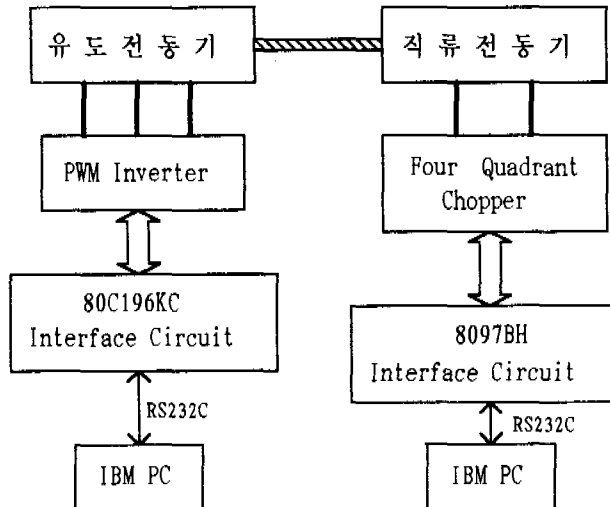 유도전동기
직류전동기
PWM Inverter
Four Quadrant
Chopper
80C196KC
Interface Circuit
8097BH
Interface Circuit
RS232C
RS232C
IBM PC
IBM PC